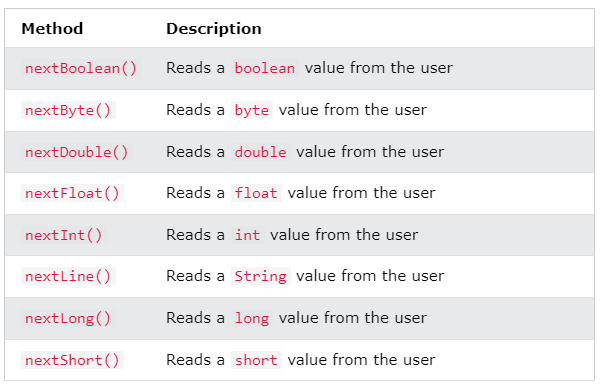 Method Description
nextBoolean() Reads a boolean value from the user
nextByte() Reads a byte value from the user
nextDouble() Reads a double value from the user
nextFloat() Reads a float value from the user
nextInt() Reads a int value from the user
nextLine() Reads a String value from the user
nextLong() Reads a long value from the user
nextShort() Reads a short value from the user